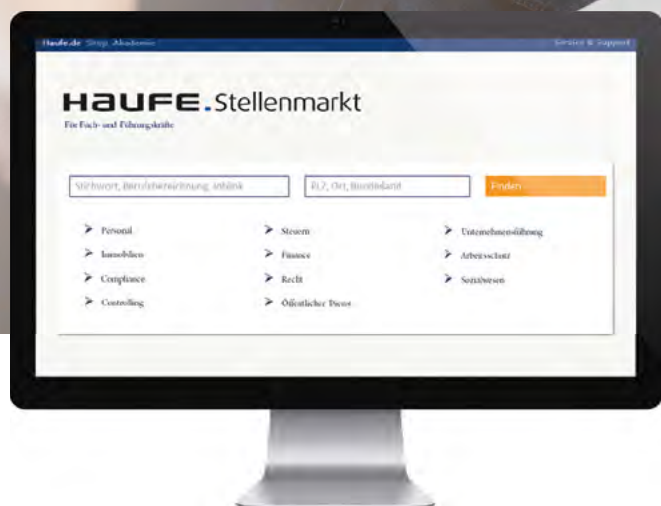 Haufe.de Shop Akademie
Service & Support
HAUFE.Stellenmarkt
Für Fach- und Führungskräfte
Stichwort, Berufsbezeichnung, Jobtitel
PLZ, Ort, Bundesland
Finden
Personal
Immobilien
Compliance
Controlling
Steuern
Finance
Recht
Öffentlicher Dienst
Unternehmensführung
Arbeitsschutz
Sozialwesen